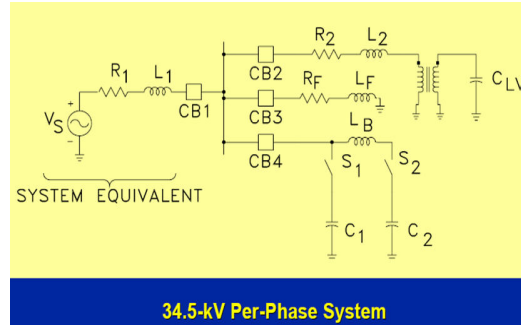 R2 L2
R1 L1
CB2
CLV
RF LF
VS
+
-
CB1
CB3
LB
CB4
S1 S2
SYSTEM EQUIVALENT
C1 C2
34.5-kV Per-Phase System